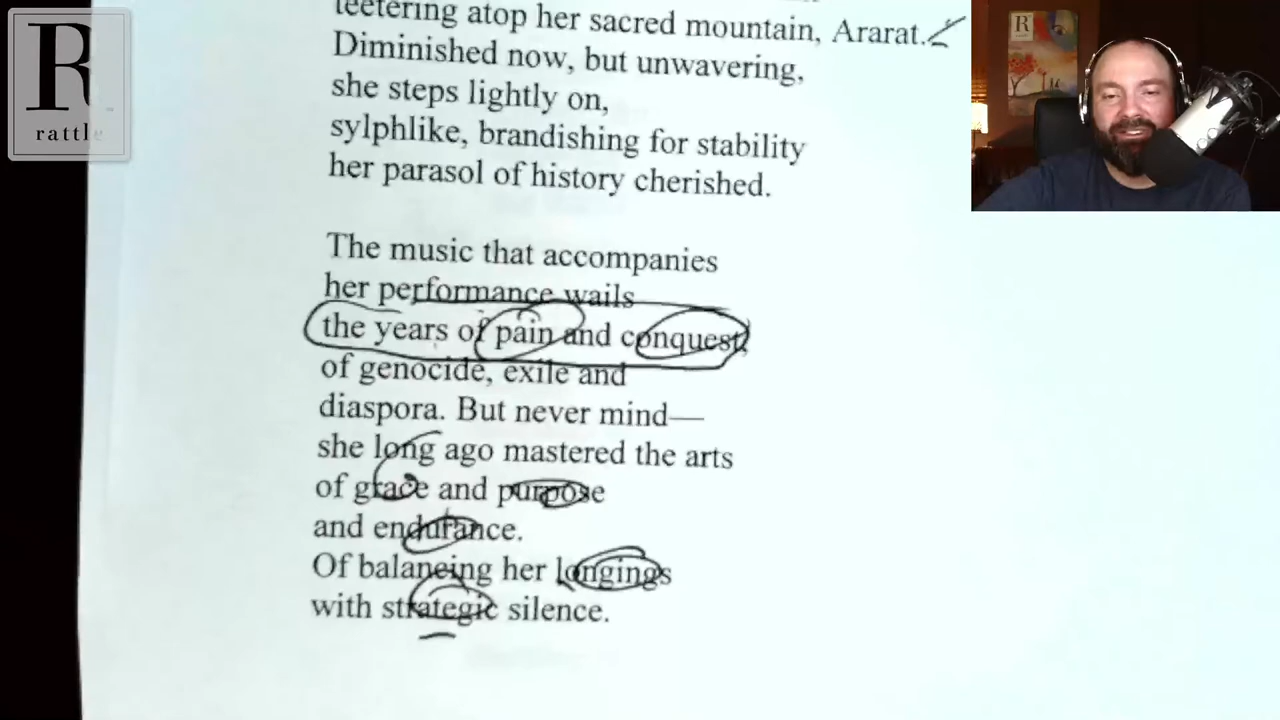 R
rattle
teetering atop her sacred mountain, Ararat.
Diminished now, but unwavering,
she steps lightly on,
sylphlike, brandishing for stability
her parasol of history cherished.
The music that accompanies
her performance wails
the years of pain and conquest,
of genocide, exile and
diaspora. But never mind—
she long ago mastered the arts
of grace and purpose
and endurance.
Of balancing her longings
with strategic silence.
R